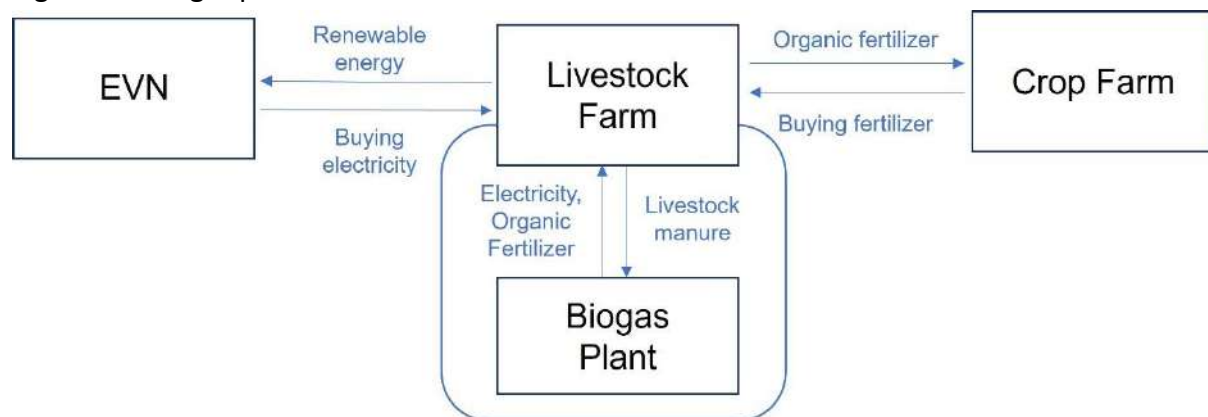 Renewable
energy
EVN
Buying
electricity
Livestock
Farm
Organic fertilizer
Buying fertilizer
Crop Farm
Electricity,
Organic
Fertilizer
Livestock
manure
Biogas
Plant